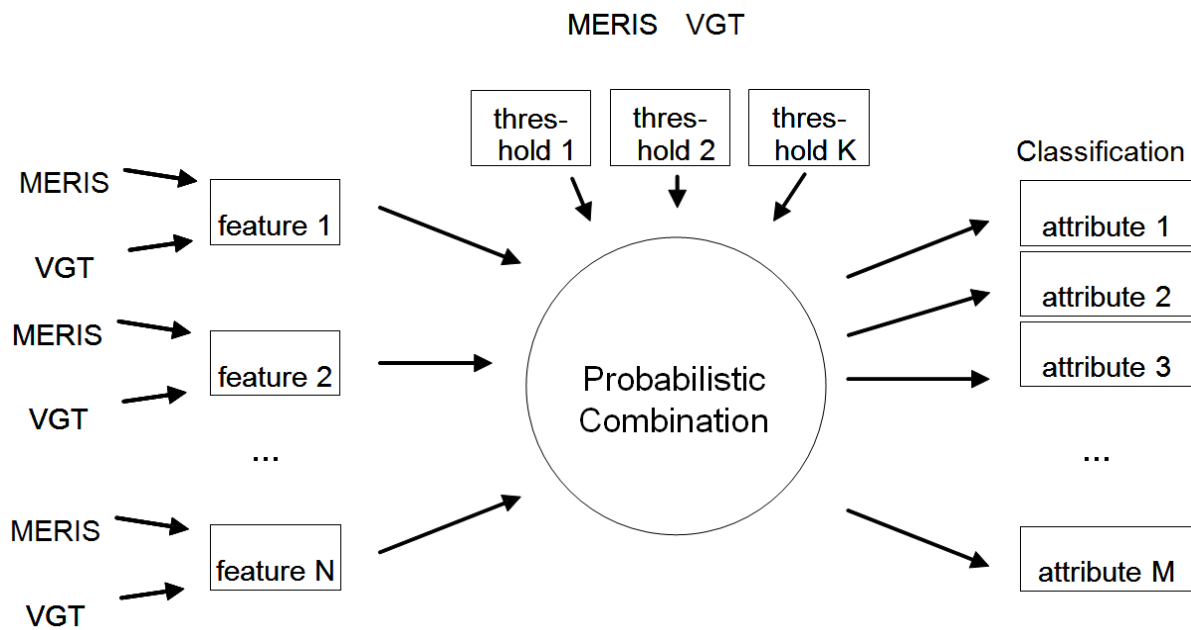 MERIS VGT
thres-
hold 1
thres-
hold 2
thres-
hold K
Classification
MERIS
feature 1
VGT
attribute 1
attribute 2
MERIS
feature 2
VGT
attribute 3
Probabilistic
Combination
...
...
MERIS
feature N
VGT
attribute M